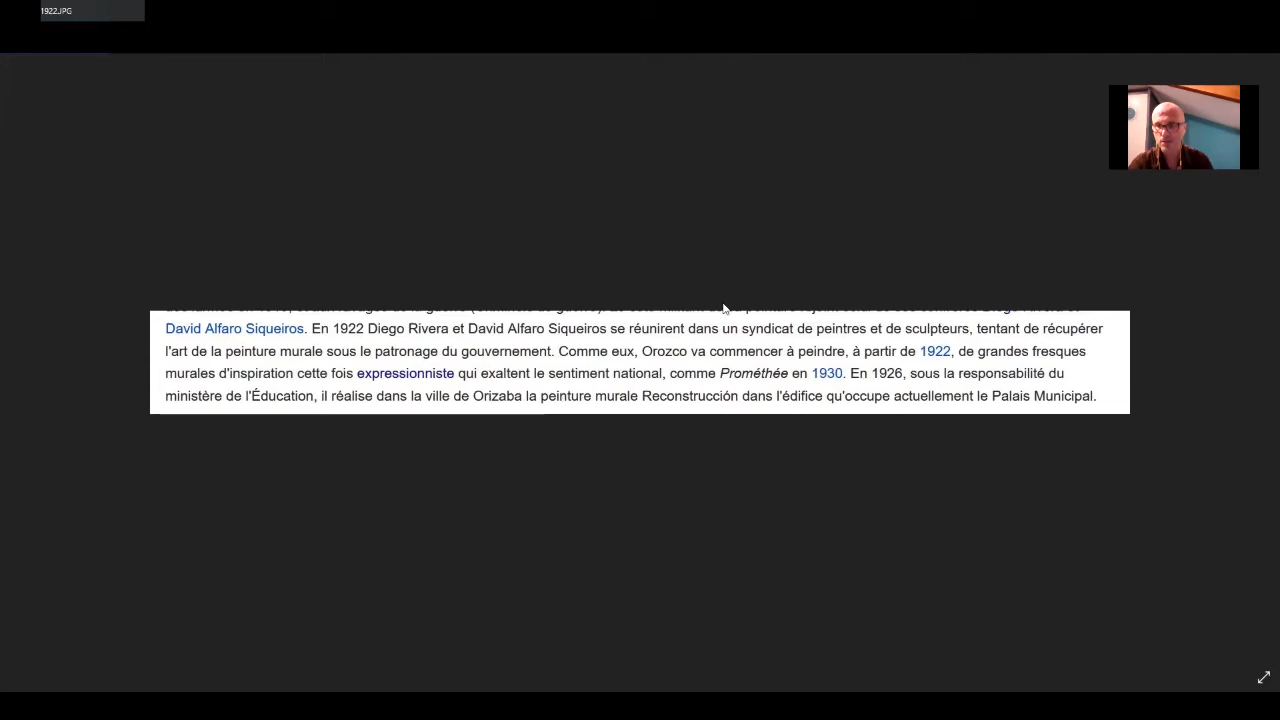 1922.JPG
David Alfaro Siqueiros. En 1922 Diego Rivera et David Alfaro Siqueiros se réunirent dans un syndicat de peintres et de sculpteurs, tentant de récupérer
l'art de la peinture murale sous le patronage du gouvernement. Comme eux, Orozco va commencer à peindre, à partir de 1922, de grandes fresques
murales d'inspiration cette fois expressionniste qui exaltent le sentiment national, comme Prométhée en 1930. En 1926, sous la responsabilité du
ministère de l'Éducation, il réalise dans la ville de Orizaba la peinture murale Reconstrucción dans l'édifice qu'occupe actuellement le Palais Municipal.